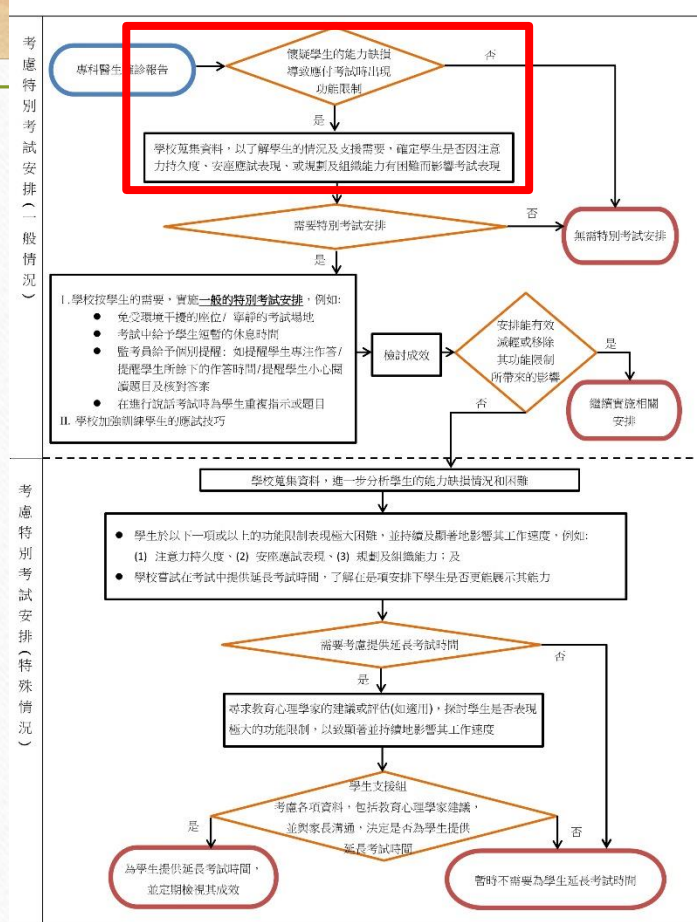 考慮特別考試安排(一般情況)
專科醫生確診報告
懷疑學生的能力缺損
導致應付考試時出現
功能限制
否
是
學校蒐集資料，以了解學生的情況及支援需要，確定學生是否因注意
力持久度、安座應試表現、或規劃及組織能力有困難而影響考試表現
需要特別考試安排
否
無需特別考試安排
是
I.學校按學生的需要，實施一般的特別考試安排，例如:
● 免受環境干擾的座位/ 寧靜的考試場地
● 考試中給予學生短暫的休息時間
● 監考員給予個別提醒: 如提醒學生專注作答/
提醒學生所餘下的作答時間/提醒學生小心閱
讀題目及核對答案
● 在進行說話考試時為學生重複指示或題目
II. 學校加強訓練學生的應試技巧
檢討成效
安排能有效
減輕或移除
其功能限制
所帶來的影響
是
否
繼續實施相關
安排
考慮特別考試安排(特殊情況)
學校蒐集資料，進一步分析學生的能力缺損情況和困難
● 學生於以下一項或以上的功能限制表現極大困難，並持續及顯著地影響其工作速度，例如:
(1) 注意力持久度、(2) 安座應試表現、(3) 規劃及組織能力；及
● 學校嘗試在考試中提供延長考試時間，了解在是項安排下學生是否更能展示其能力
需要考慮提供延長考試時間
否
是
尋求教育心理學家的建議或評估(如適用)，探討學生是否表現
極大的功能限制，以致顯著並持續地影響其工作速度
學生支援組
考慮各項資料，包括教育心理學家建議，
並與家長溝通，決定是否為學生提供
延長考試時間
是
否
為學生提供延長考試時間，
並定期檢視其成效
暫時不需要為學生延長考試時間